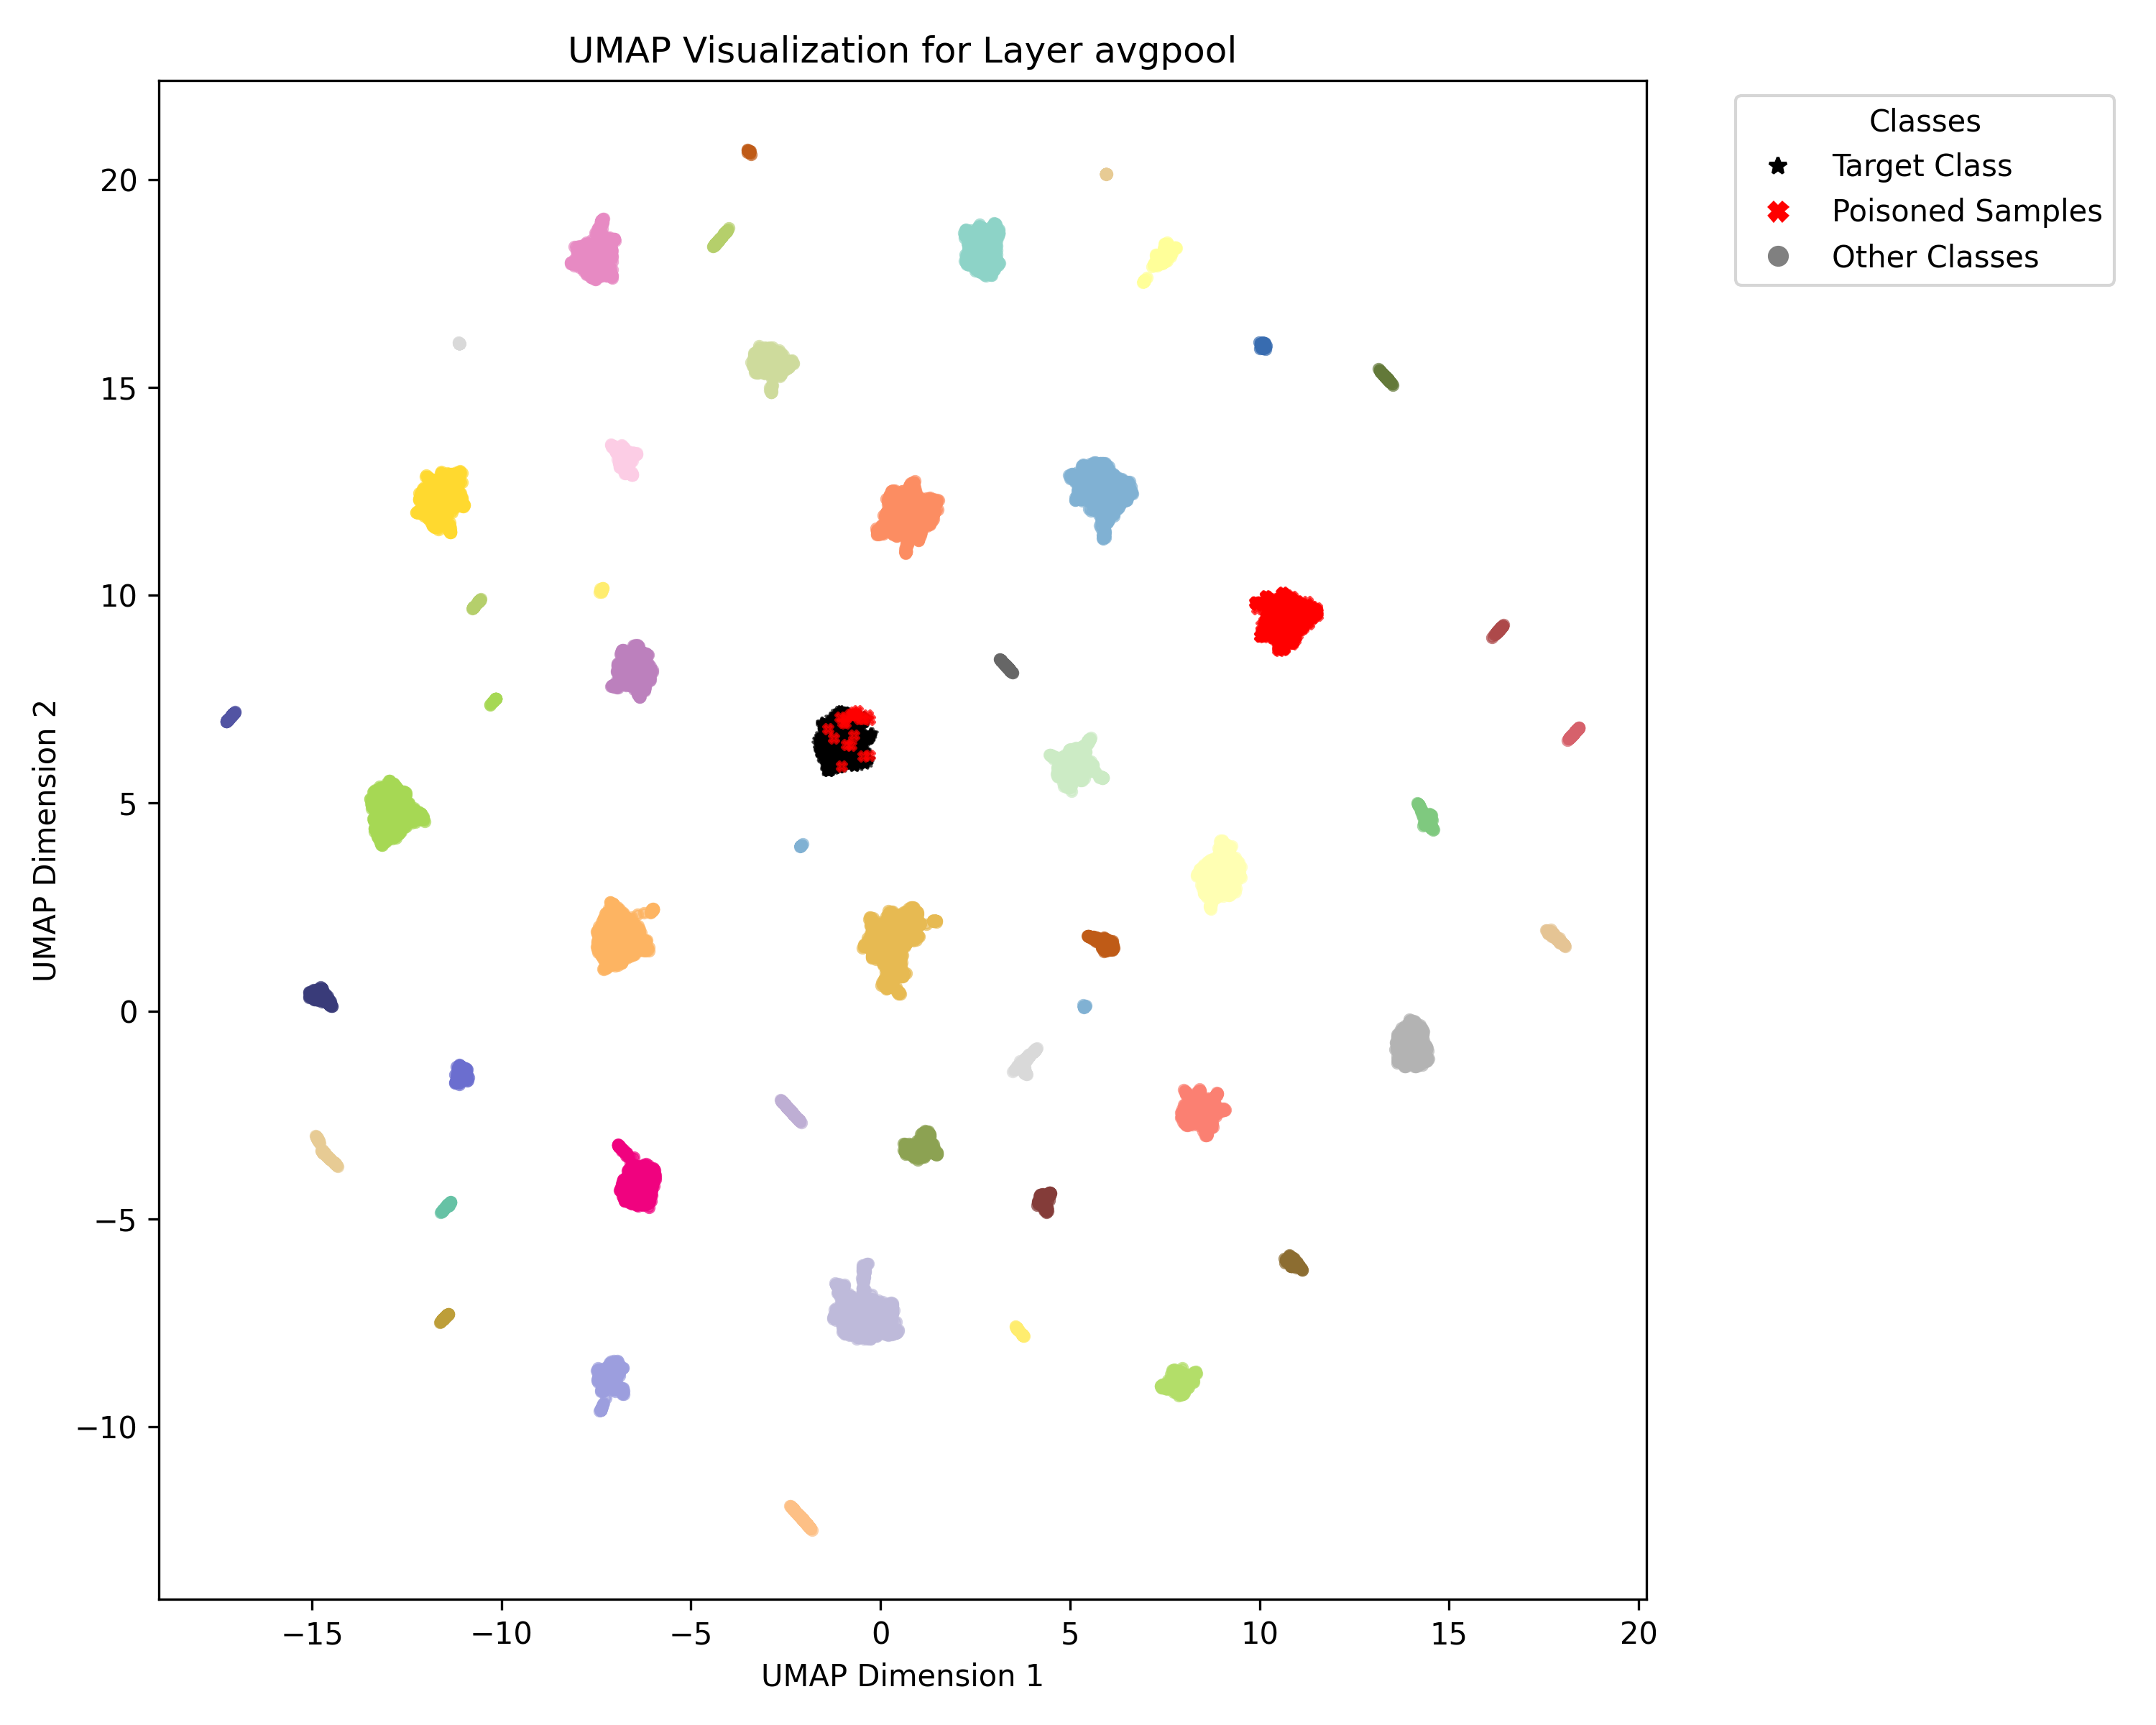 UMAP Visualization for Layer avgpool
Classes
Target Class
Poisoned Samples
Other Classes
UMAP Dimension 2
20
15
10
5
0
−5
−10
−15
−10
−5
0
5
10
15
20
UMAP Dimension 1